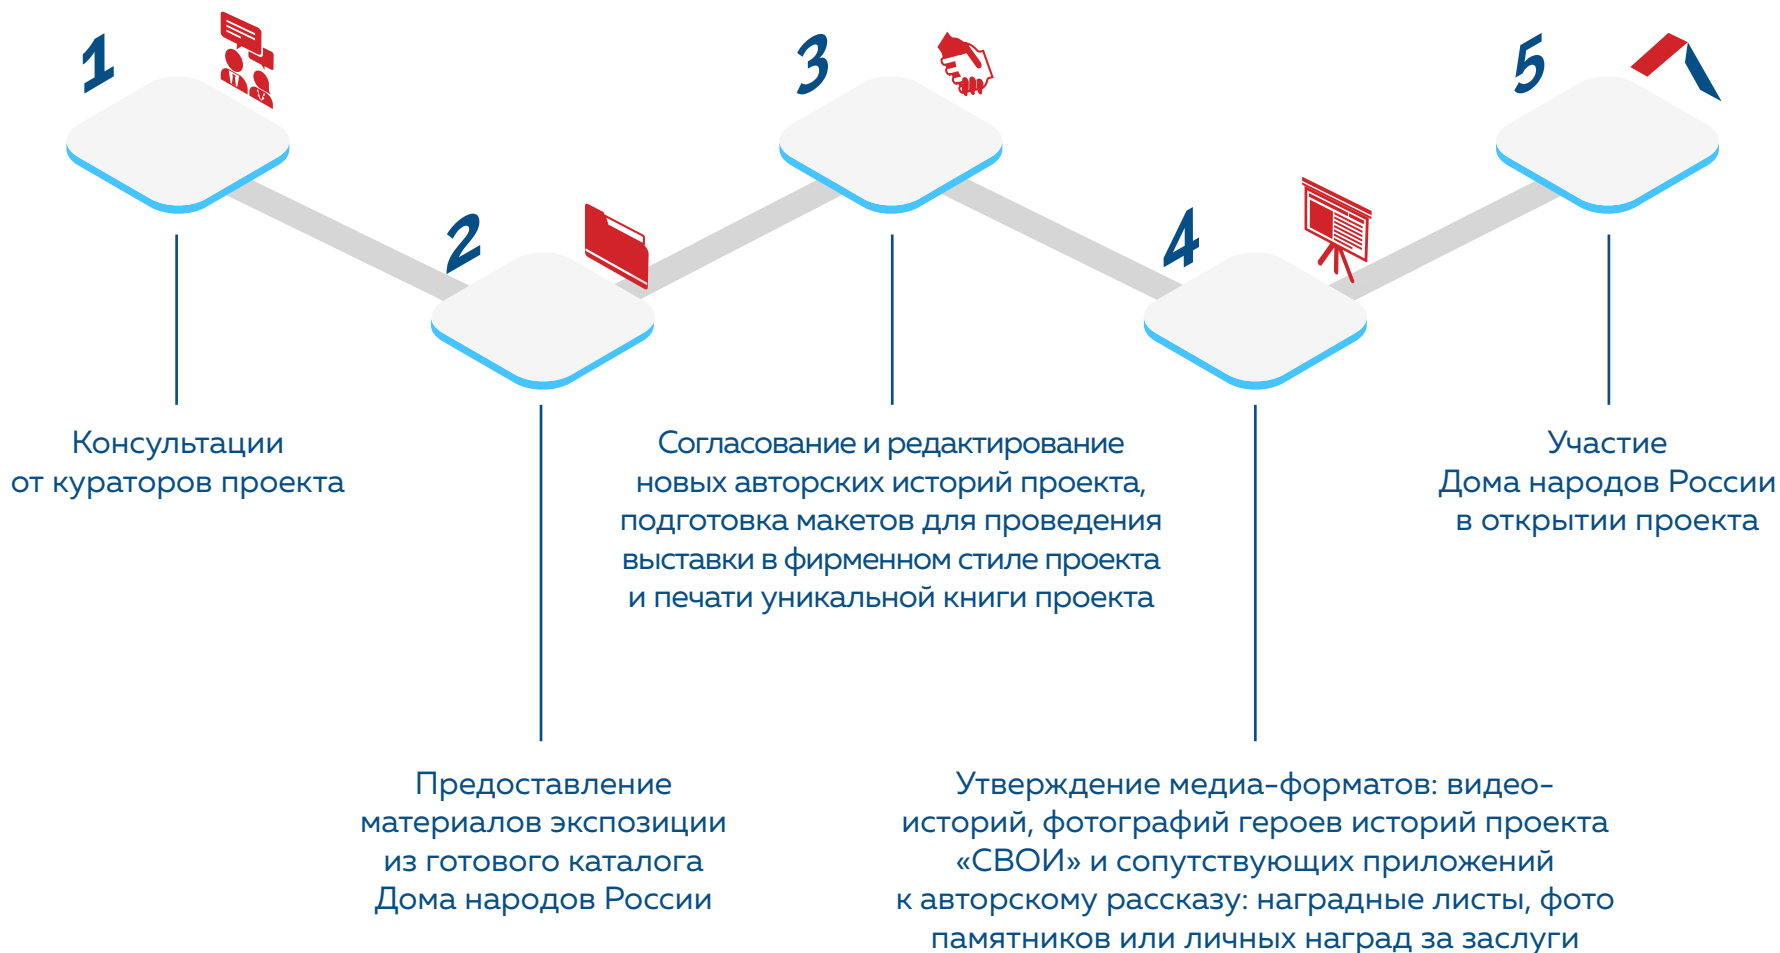 1
Консультации
от кураторов проекта
2
Предоставление
материалов экспозиции
из готового каталога
Дома народов России
3
Согласование и редактирование
новых авторских историй проекта,
подготовка макетов для проведения
выставки в фирменном стиле проекта
и печати уникальной книги проекта
4
Утверждение медиа-форматов: видео-
историй, фотографий героев историй проекта
«СВОИ» и сопутствующих приложений
к авторскому рассказу: наградные листы, фото
памятников или личных наград за заслуги
5
Участие
Дома народов России
в открытии проекта